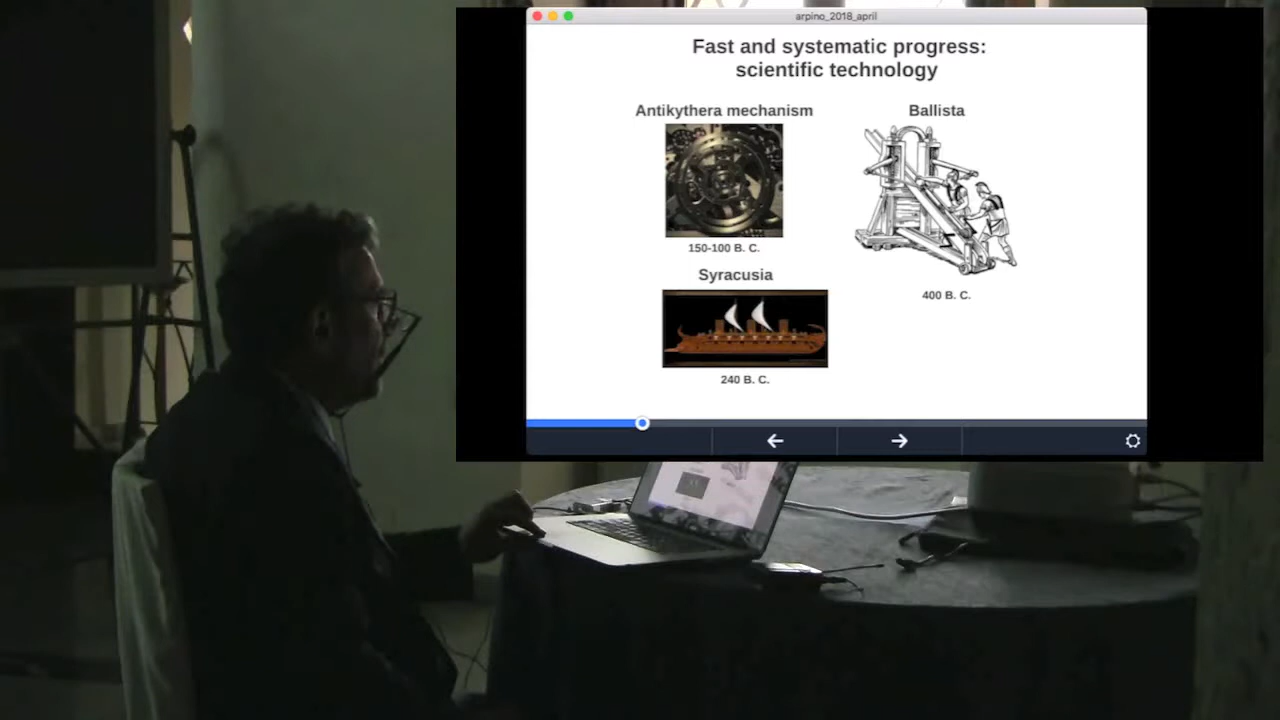 arpino_2018_april
Fast and systematic progress:
scientific technology
Antikythera mechanism
Ballista
150-100 B. C.
Syracusia
400 B. C.
240 B. C.